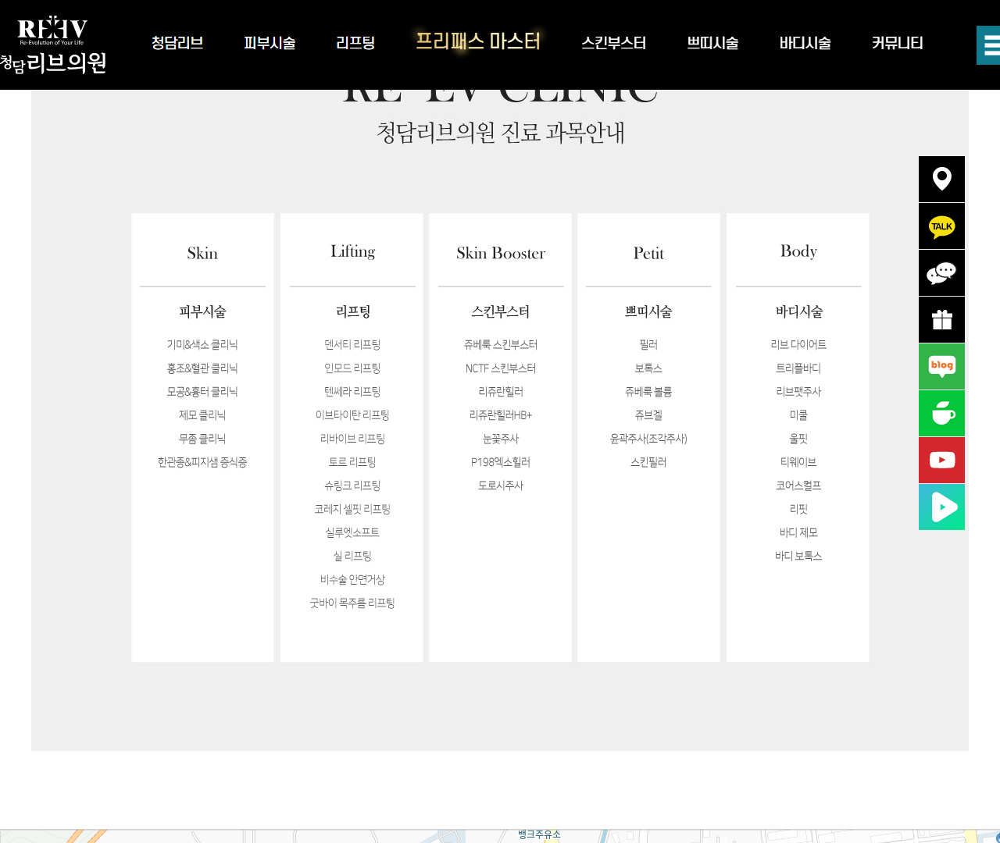 RE EV
Re-Evolution of Your Life
청담리브의원
청담리브
피부시술
리프팅
프리패스 마스터
스킨부스터
쁘띠시술
바디시술
커뮤니티
RE EV CLINIC
청담리브의원 진료 과목안내
Skin
피부시술
기미&색소 클리닉
홍조&혈관 클리닉
모공&흉터 클리닉
제모 클리닉
무좀 클리닉
한관종&피지샘 증식증
Lifting
리프팅
덴서티 리프팅
인모드 리프팅
텐쎄라 리프팅
이브타이탄 리프팅
리바이브 리프팅
토르 리프팅
슈링크 리프팅
코레지 셀핏 리프팅
실루엣소프트
실 리프팅
비수술 안면거상
굿바이 목주름 리프팅
Skin Booster
스킨부스터
쥬베룩 스킨부스터
NCTF 스킨부스터
리쥬란힐러
리쥬란힐러HB+
눈꽃주사
P198엑소힐러
도로시주사
Petit
쁘띠시술
필러
보톡스
쥬베룩 볼륨
쥬브겔
윤곽주사(조각주사)
스킨필러
Body
바디시술
리브 다이어트
트리플바디
리브팻주사
미쿨
울핏
티웨이브
코어스컬프
리핏
바디 제모
바디 보톡스
TALK
blog
뱅크주유소